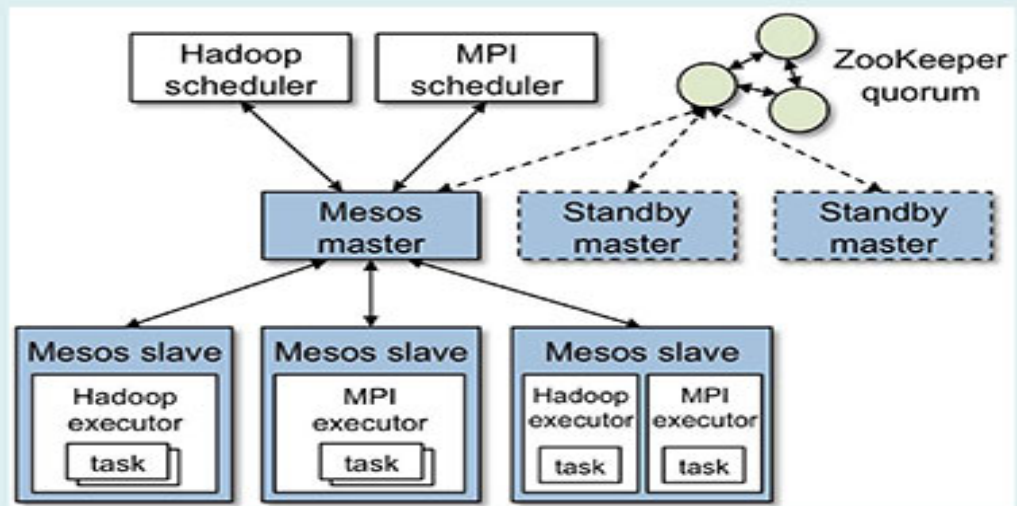 Hadoop
scheduler
MPI
scheduler
ZooKeeper
quorum
Mesos
master
Standby
master
Standby
master
Mesos slave
Hadoop
executor
task
Mesos slave
MPI
executor
task
Mesos slave
Hadoop
executor
task
MPI
executor
task